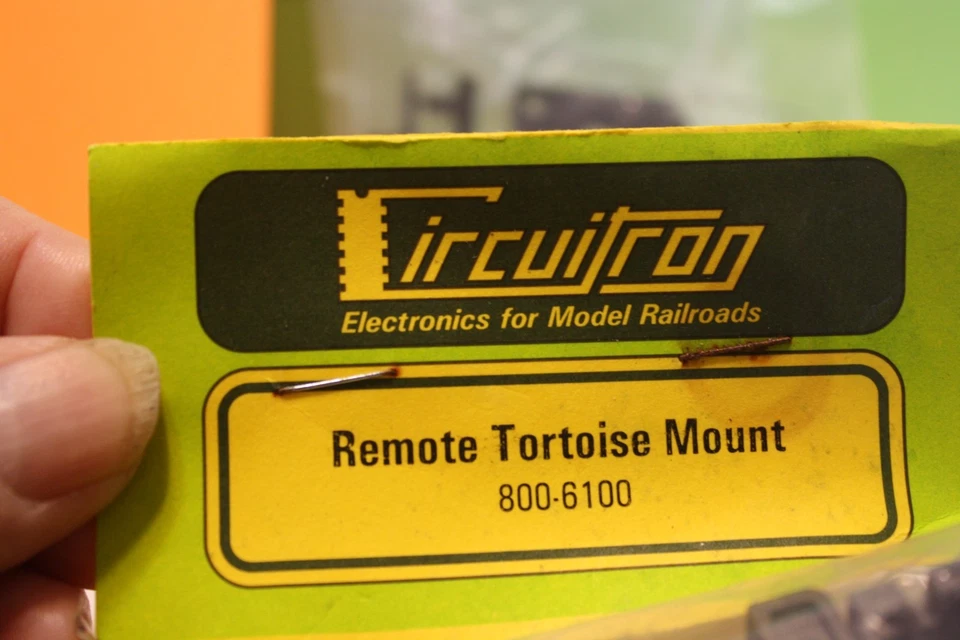 Circuitron
Electronics for Model Railroads
Remote Tortoise Mount
800-6100